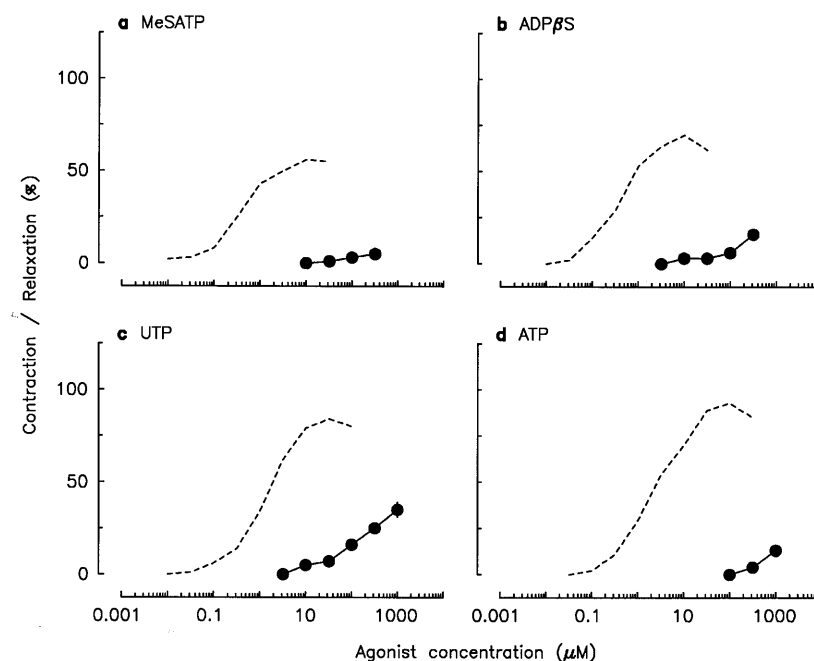 a MeSATP
b ADPβS
100
50
0
c UTP
d ATP
100
50
0
0.001 0.1 10 1000
0.001 0.1 10 1000
Contraction / Relaxation (%)
Agonist concentration (μM)